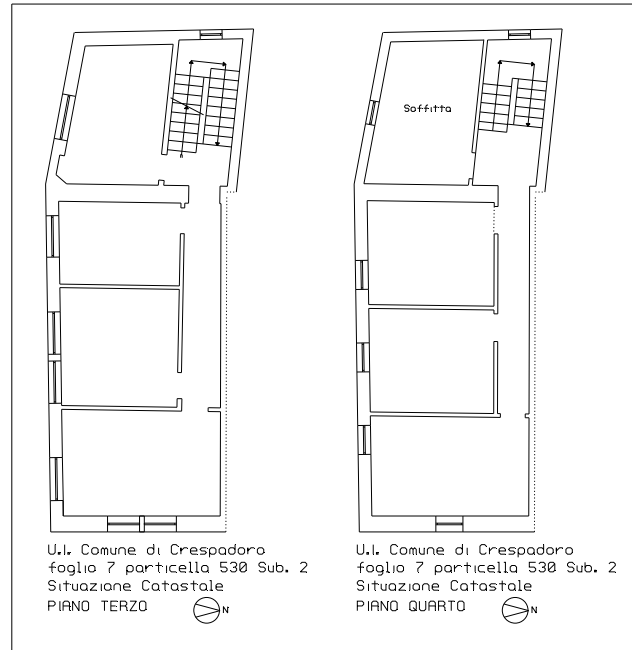 Soffitta
U.I. Comune di Crespadoro
foglio 7 particella 530 Sub. 2
Situazione Catastale
PIANO TERZO N
U.I. Comune di Crespadoro
foglio 7 particella 530 Sub. 2
Situazione Catastale
PIANO QUARTO N